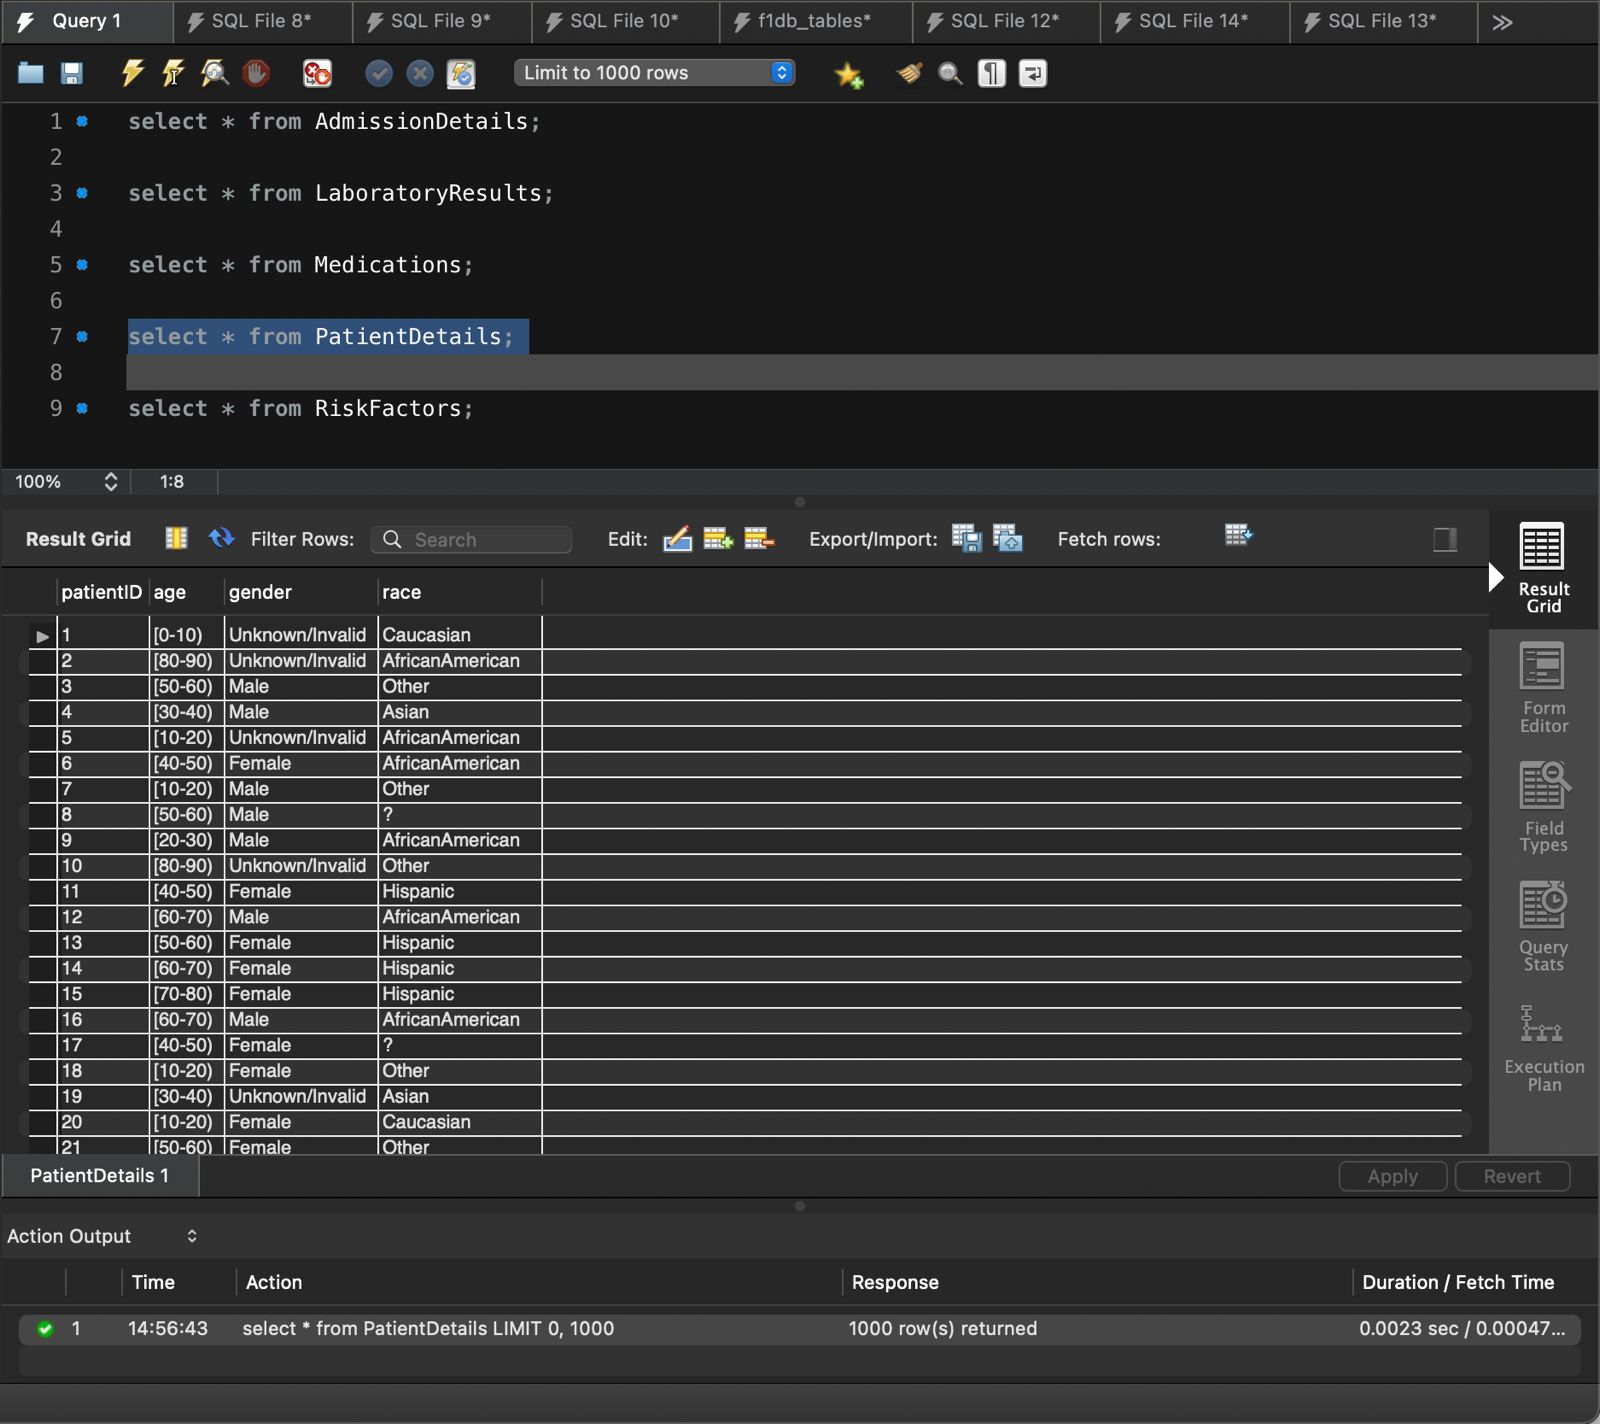 Query 1 SQL File 8* SQL File 9* SQL File 10* f1db_tables* SQL File 12* SQL File 14* SQL File 13*
Limit to 1000 rows
1 select * from AdmissionDetails;
2
3 select * from LaboratoryResults;
4
5 select * from Medications;
6
7 select * from PatientDetails;
8
9 select * from RiskFactors;
100% 1:8
Result Grid Filter Rows: Search Edit: Export/Import: Fetch rows:
patientID age gender race
1 [0-10) Unknown/Invalid Caucasian
2 [80-90) Unknown/Invalid AfricanAmerican
3 [50-60) Male Other
4 [30-40) Male Asian
5 [10-20) Unknown/Invalid AfricanAmerican
6 [40-50) Female AfricanAmerican
7 [10-20) Male Other
8 [50-60) Male ?
9 [20-30) Male AfricanAmerican
10 [80-90) Unknown/Invalid Other
11 [40-50) Female Hispanic
12 [60-70) Male AfricanAmerican
13 [50-60) Female Hispanic
14 [60-70) Female Hispanic
15 [70-80) Female Hispanic
16 [60-70) Male AfricanAmerican
17 [40-50) Female ?
18 [10-20) Female Other
19 [30-40) Unknown/Invalid Asian
20 [10-20) Female Caucasian
21 [50-60) Female Other
Result
Grid
Form
Editor
Field
Types
Query
Stats
Execution
Plan
PatientDetails 1 Apply Revert
Action Output
Time Action Response Duration / Fetch Time
1 14:56:43 select * from PatientDetails LIMIT 0, 1000 1000 row(s) returned 0.0023 sec / 0.00047...